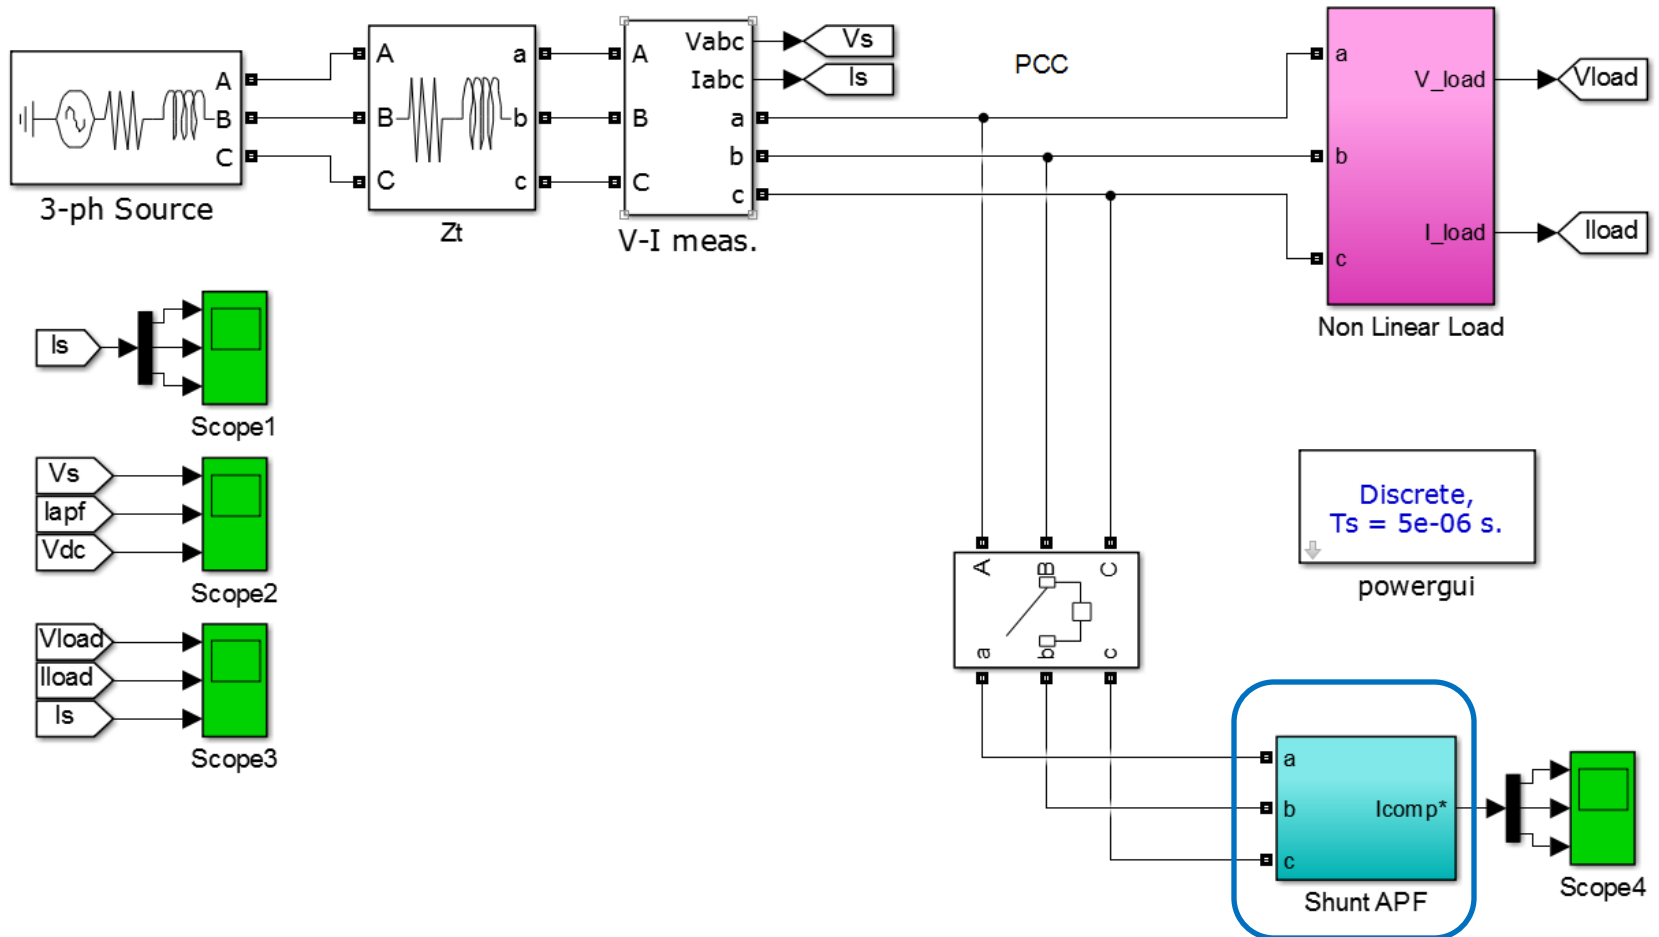 A
B
C
3-ph Source
A
B
C
a
b
c
Zt
A
B
C
Vabc
Iabc
a
b
c
V-I meas.
Vs
Is
PCC
a
b
c
V_load
I_load
Non Linear Load
Vload
Iload
Is
Scope1
Vs
Iapf
Vdc
Scope2
Vload
Iload
Is
Scope3
A B C
a b c
Discrete,
Ts = 5e-06 s.
powergui
a
b
c
Icomp*
Shunt APF
Scope4